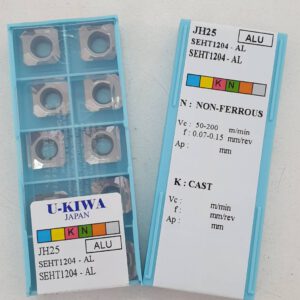 U-KIWA
JAPAN
K N
JH25
ALU
SEHT1204 - AL
SEHT1204 - AL
JH25
ALU
SEHT1204 - AL
SEHT1204 - AL
K N
N : NON-FERROUS
Vc : 50-200 m/min
f : 0.07-0.15 mm/rev
Ap : mm
K : CAST
Vc : m/min
f : mm/rev
Ap : mm